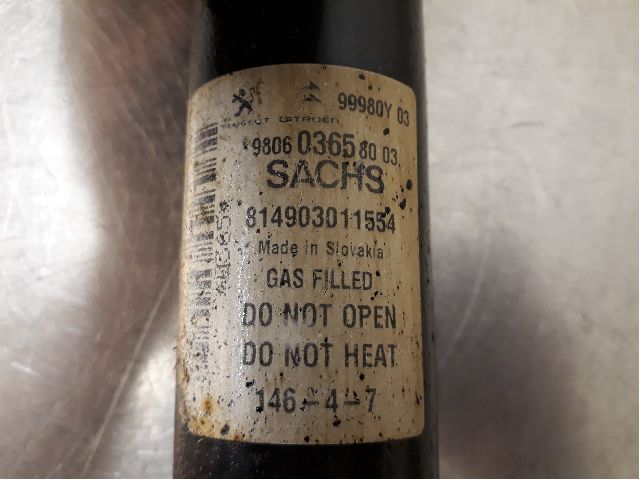 99980Y 03
PEUGEOT CITROËN
9806 0365 80 03
SACHS
814903011554
Made in Slovakia
GAS FILLED
DO NOT OPEN
DO NOT HEAT
146-4-7